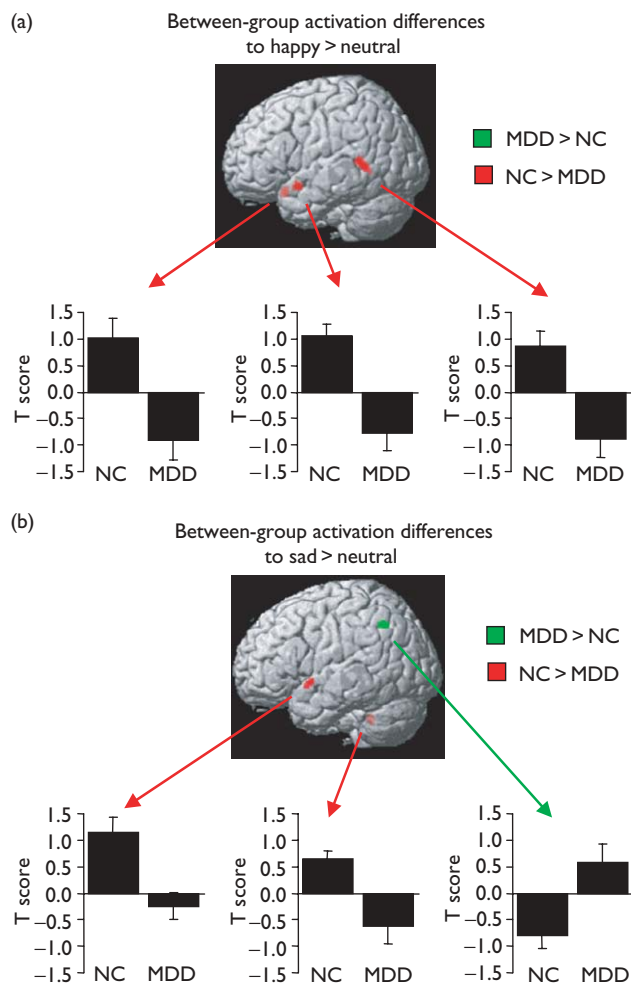 (a)
Between-group activation differences
to happy > neutral
MDD > NC
NC > MDD
1.5
1.0
0.5
0.0
−0.5
−1.0
−1.5
T score
NC MDD
1.5
1.0
0.5
0.0
−0.5
−1.0
−1.5
T score
NC MDD
1.5
1.0
0.5
0.0
−0.5
−1.0
−1.5
T score
NC MDD
(b)
Between-group activation differences
to sad > neutral
MDD > NC
NC > MDD
1.5
1.0
0.5
0.0
−0.5
−1.0
−1.5
T score
NC MDD
1.5
1.0
0.5
0.0
−0.5
−1.0
−1.5
T score
NC MDD
1.5
1.0
0.5
0.0
−0.5
−1.0
−1.5
T score
NC MDD